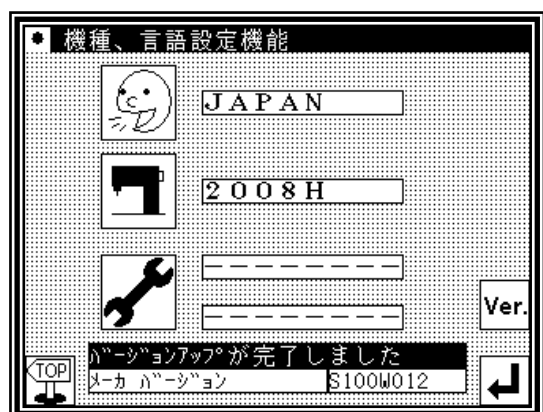 機種、言語設定機能
JAPAN
2008H
--------
--------
Ver.
バージョンアップが完了しました
TOP
メーカ バージョン S100W012